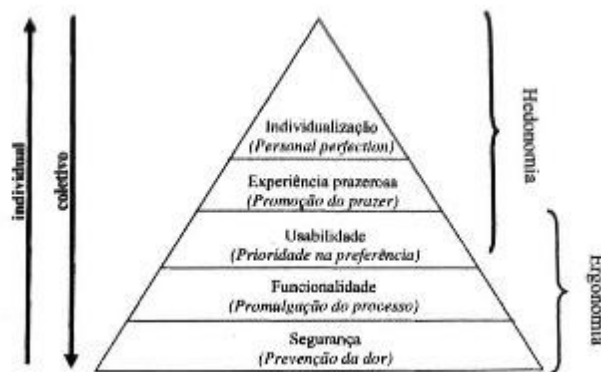 individual
coletivo
Individualização
(Personal perfection)
Experiência prazerosa
(Promoção do prazer)
Usabilidade
(Prioridade na preferência)
Funcionalidade
(Promulgação do processo)
Segurança
(Prevenção da dor)
Hedonomia
Ergonomia